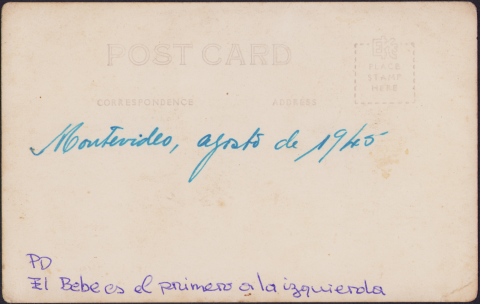 POST CARD
PLACE
STAMP
HERE
CORRESPONDENCE ADDRESS
Montevideo, agosto de 1945
PD
El Bebe es el primero a la izquierda